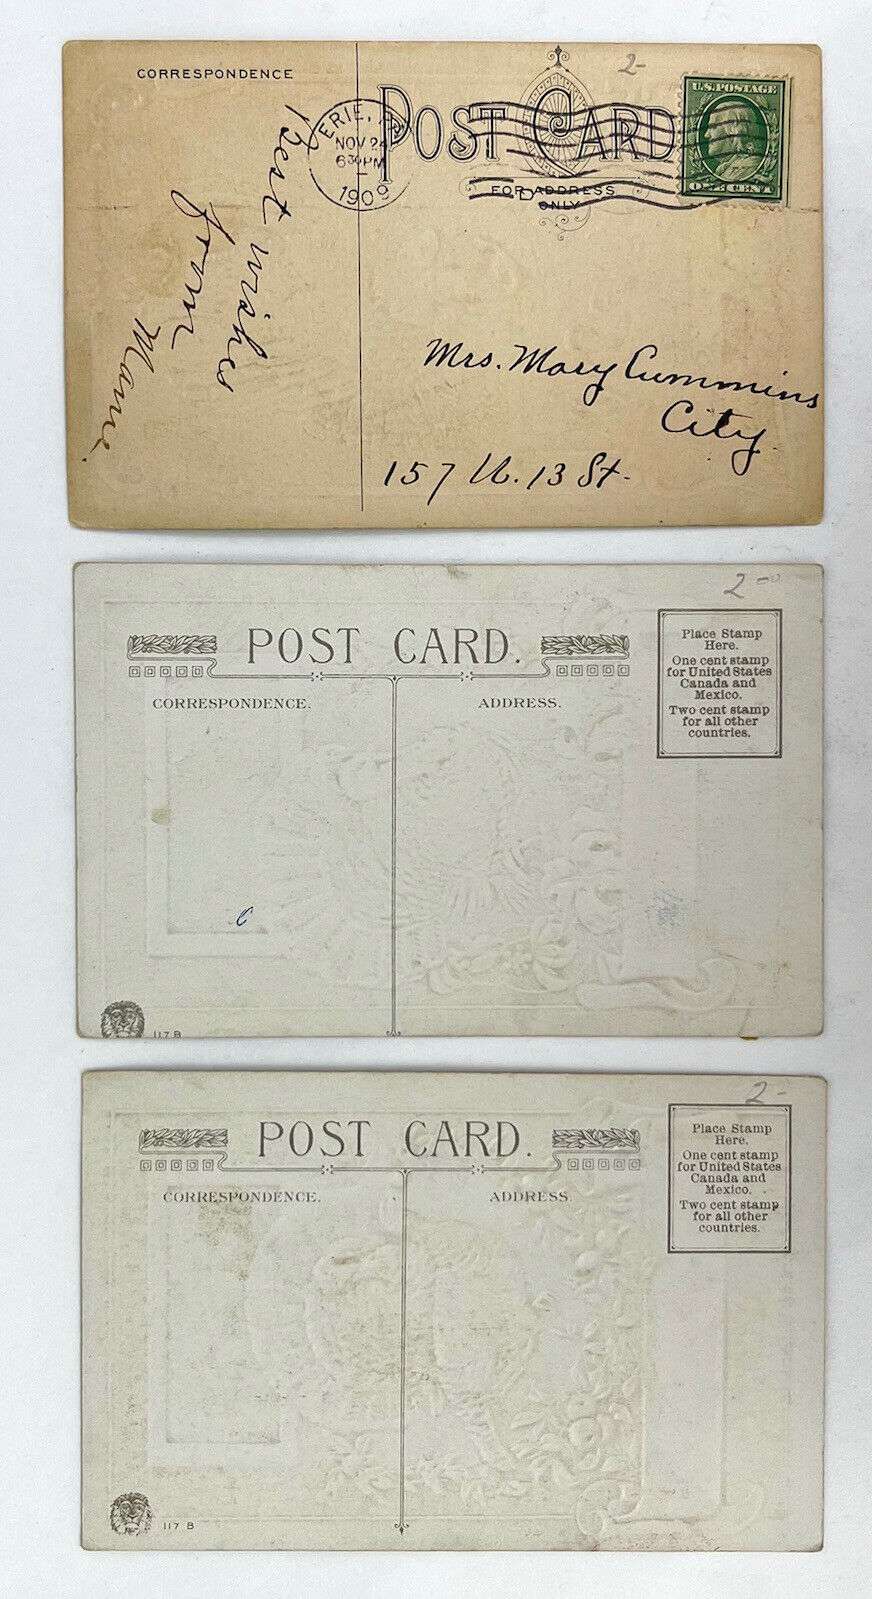 CORRESPONDENCE
POST CARD
FOR ADDRESS
ONLY
2-
U.S. POSTAGE
ONE CENT
ERIE, PA
NOV 24
6 30 PM
1909
D
Best wishes
from
Mame.
Mrs. Mary Cummins
City.
157 W. 13 St.
2-00
POST CARD.
CORRESPONDENCE.
ADDRESS.
Place Stamp
Here.
One cent stamp
for United States
Canada and
Mexico.
Two cent stamp
for all other
countries.
C
117 B
2-
POST CARD.
CORRESPONDENCE.
ADDRESS.
Place Stamp
Here.
One cent stamp
for United States
Canada and
Mexico.
Two cent stamp
for all other
countries.
117 B